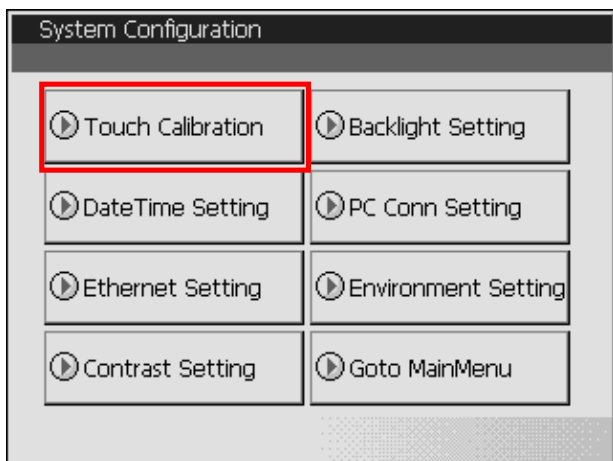 System Configuration
Touch Calibration
Backlight Setting
DateTime Setting
PC Conn Setting
Ethernet Setting
Environment Setting
Contrast Setting
Goto MainMenu